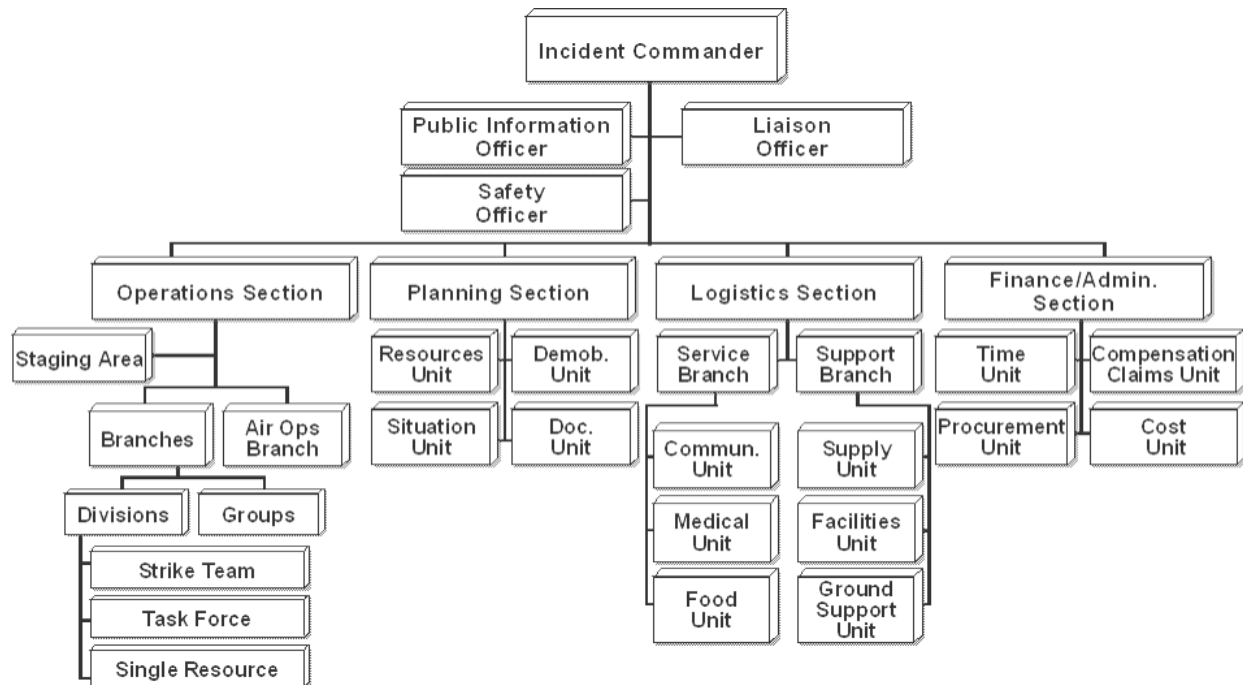 Incident Commander
Public Information
Officer
Liaison
Officer
Safety
Officer
Operations Section
Planning Section
Logistics Section
Finance/Admin.
Section
Staging Area
Resources
Unit
Demob.
Unit
Service
Branch
Support
Branch
Time
Unit
Compensation
Claims Unit
Branches
Air Ops
Branch
Situation
Unit
Doc.
Unit
Commun.
Unit
Supply
Unit
Procurement
Unit
Cost
Unit
Divisions
Groups
Medical
Unit
Facilities
Unit
Strike Team
Task Force
Single Resource
Food
Unit
Ground
Support
Unit